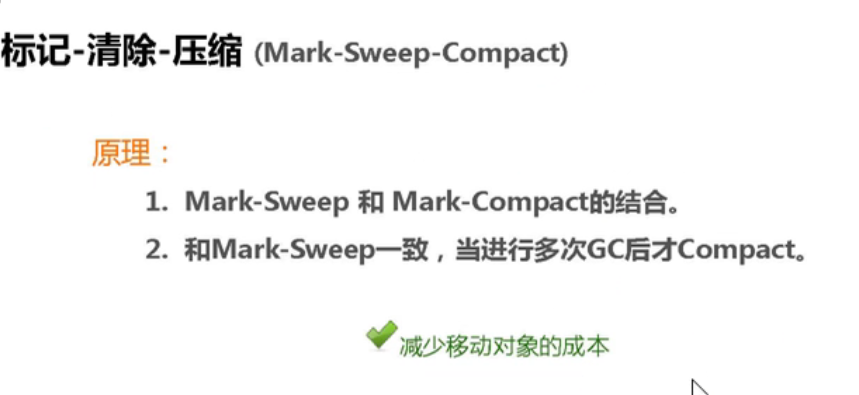 标记-清除-压缩 (Mark-Sweep-Compact)
原理：
1. Mark-Sweep 和 Mark-Compact的结合。
2. 和Mark-Sweep一致，当进行多次GC后才Compact。
减少移动对象的成本